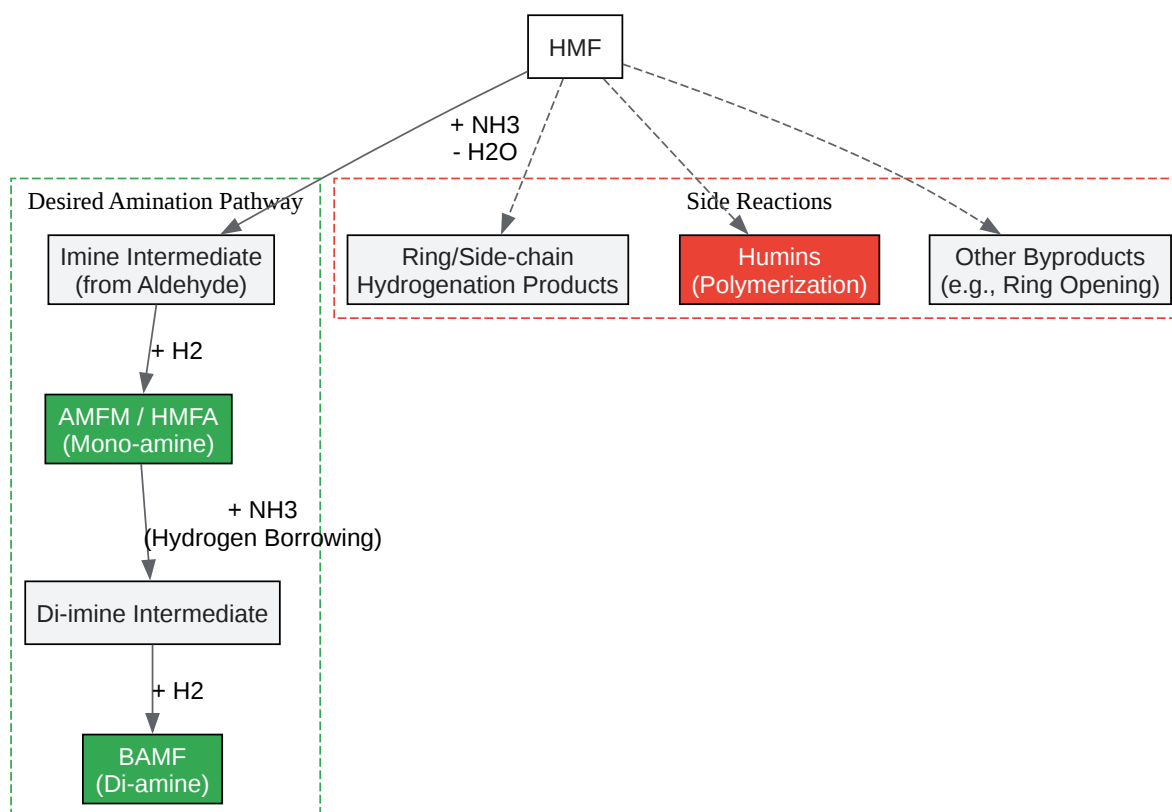 HMF
+ NH3
- H2O
Desired Amination Pathway
Side Reactions
Imine Intermediate
(from Aldehyde)
Ring/Side-chain
Hydrogenation Products
Humins
(Polymerization)
Other Byproducts
(e.g., Ring Opening)
+ H2
AMFM / HMFA
(Mono-amine)
+ NH3
(Hydrogen Borrowing)
Di-imine Intermediate
+ H2
BAMF
(Di-amine)